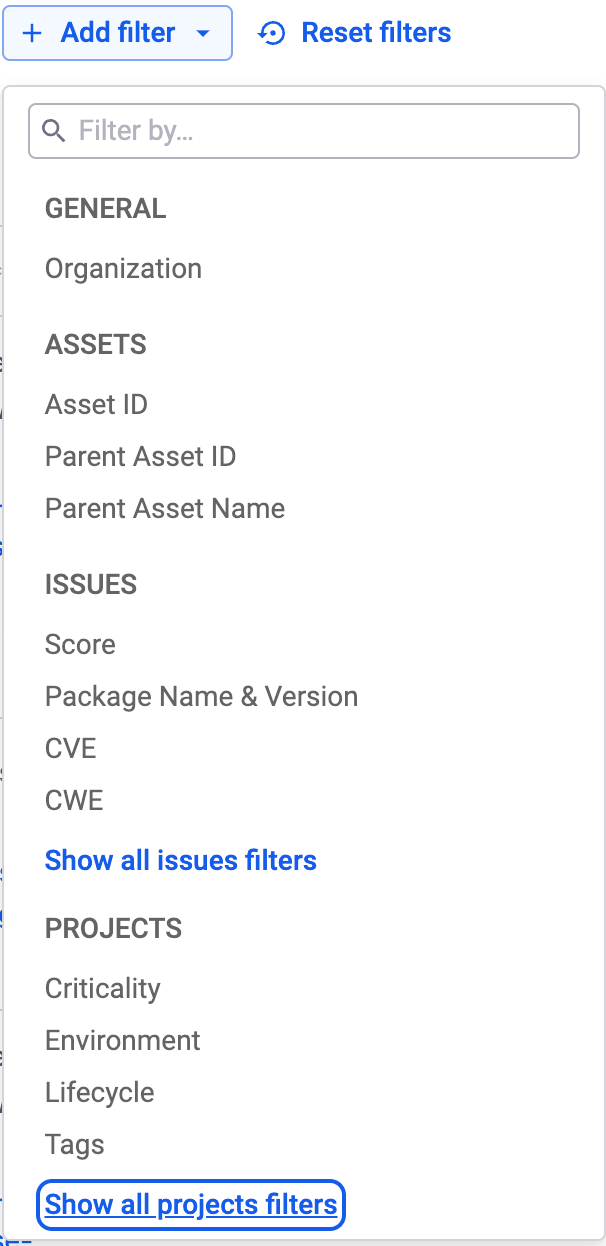 Add filter
Reset filters
Filter by...
GENERAL
Organization
ASSETS
Asset ID
Parent Asset ID
Parent Asset Name
ISSUES
Score
Package Name & Version
CVE
CWE
Show all issues filters
PROJECTS
Criticality
Environment
Lifecycle
Tags
Show all projects filters